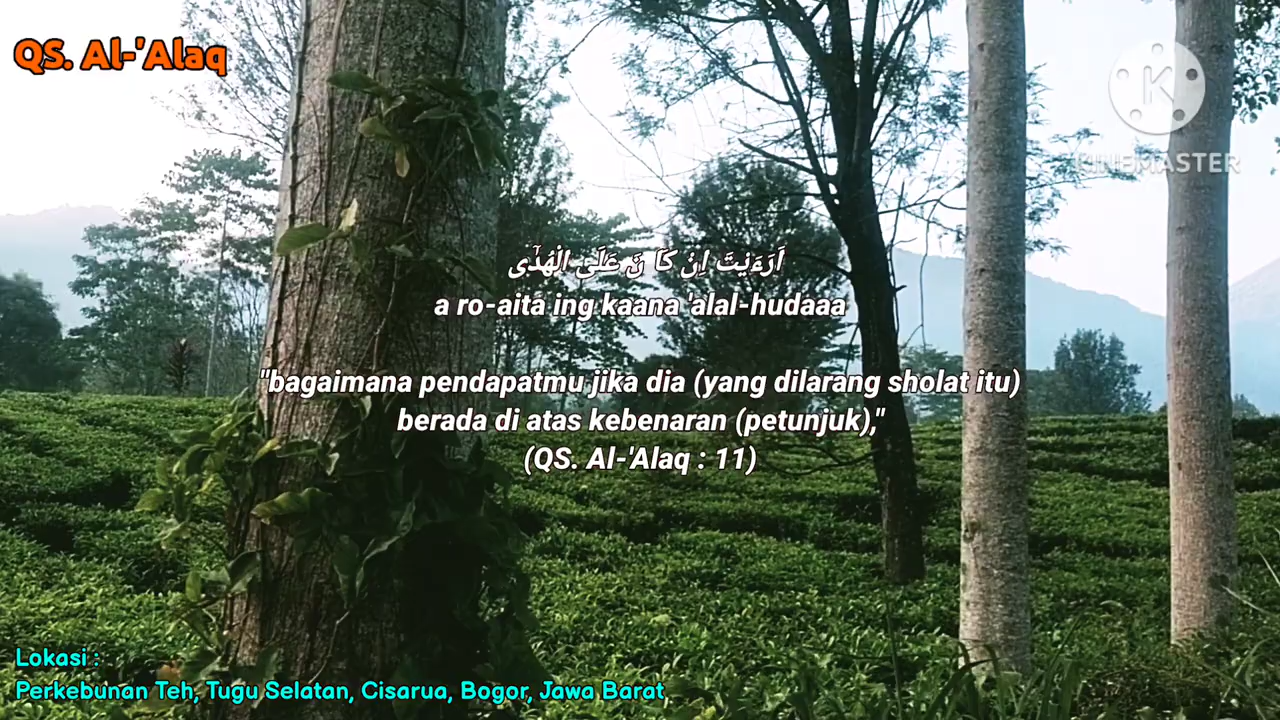 QS. Al-'Alaq
K
KINEMASTER
اَرَءَيْتَ اِنْ كَا نَ عَلَى الْهُدٰٓى
a ro-aita ing kaana 'alal-hudaaa
"bagaimana pendapatmu jika dia (yang dilarang sholat itu)
berada di atas kebenaran (petunjuk),"
(QS. Al-'Alaq : 11)
Lokasi :
Perkebunan Teh, Tugu Selatan, Cisarua, Bogor, Jawa Barat